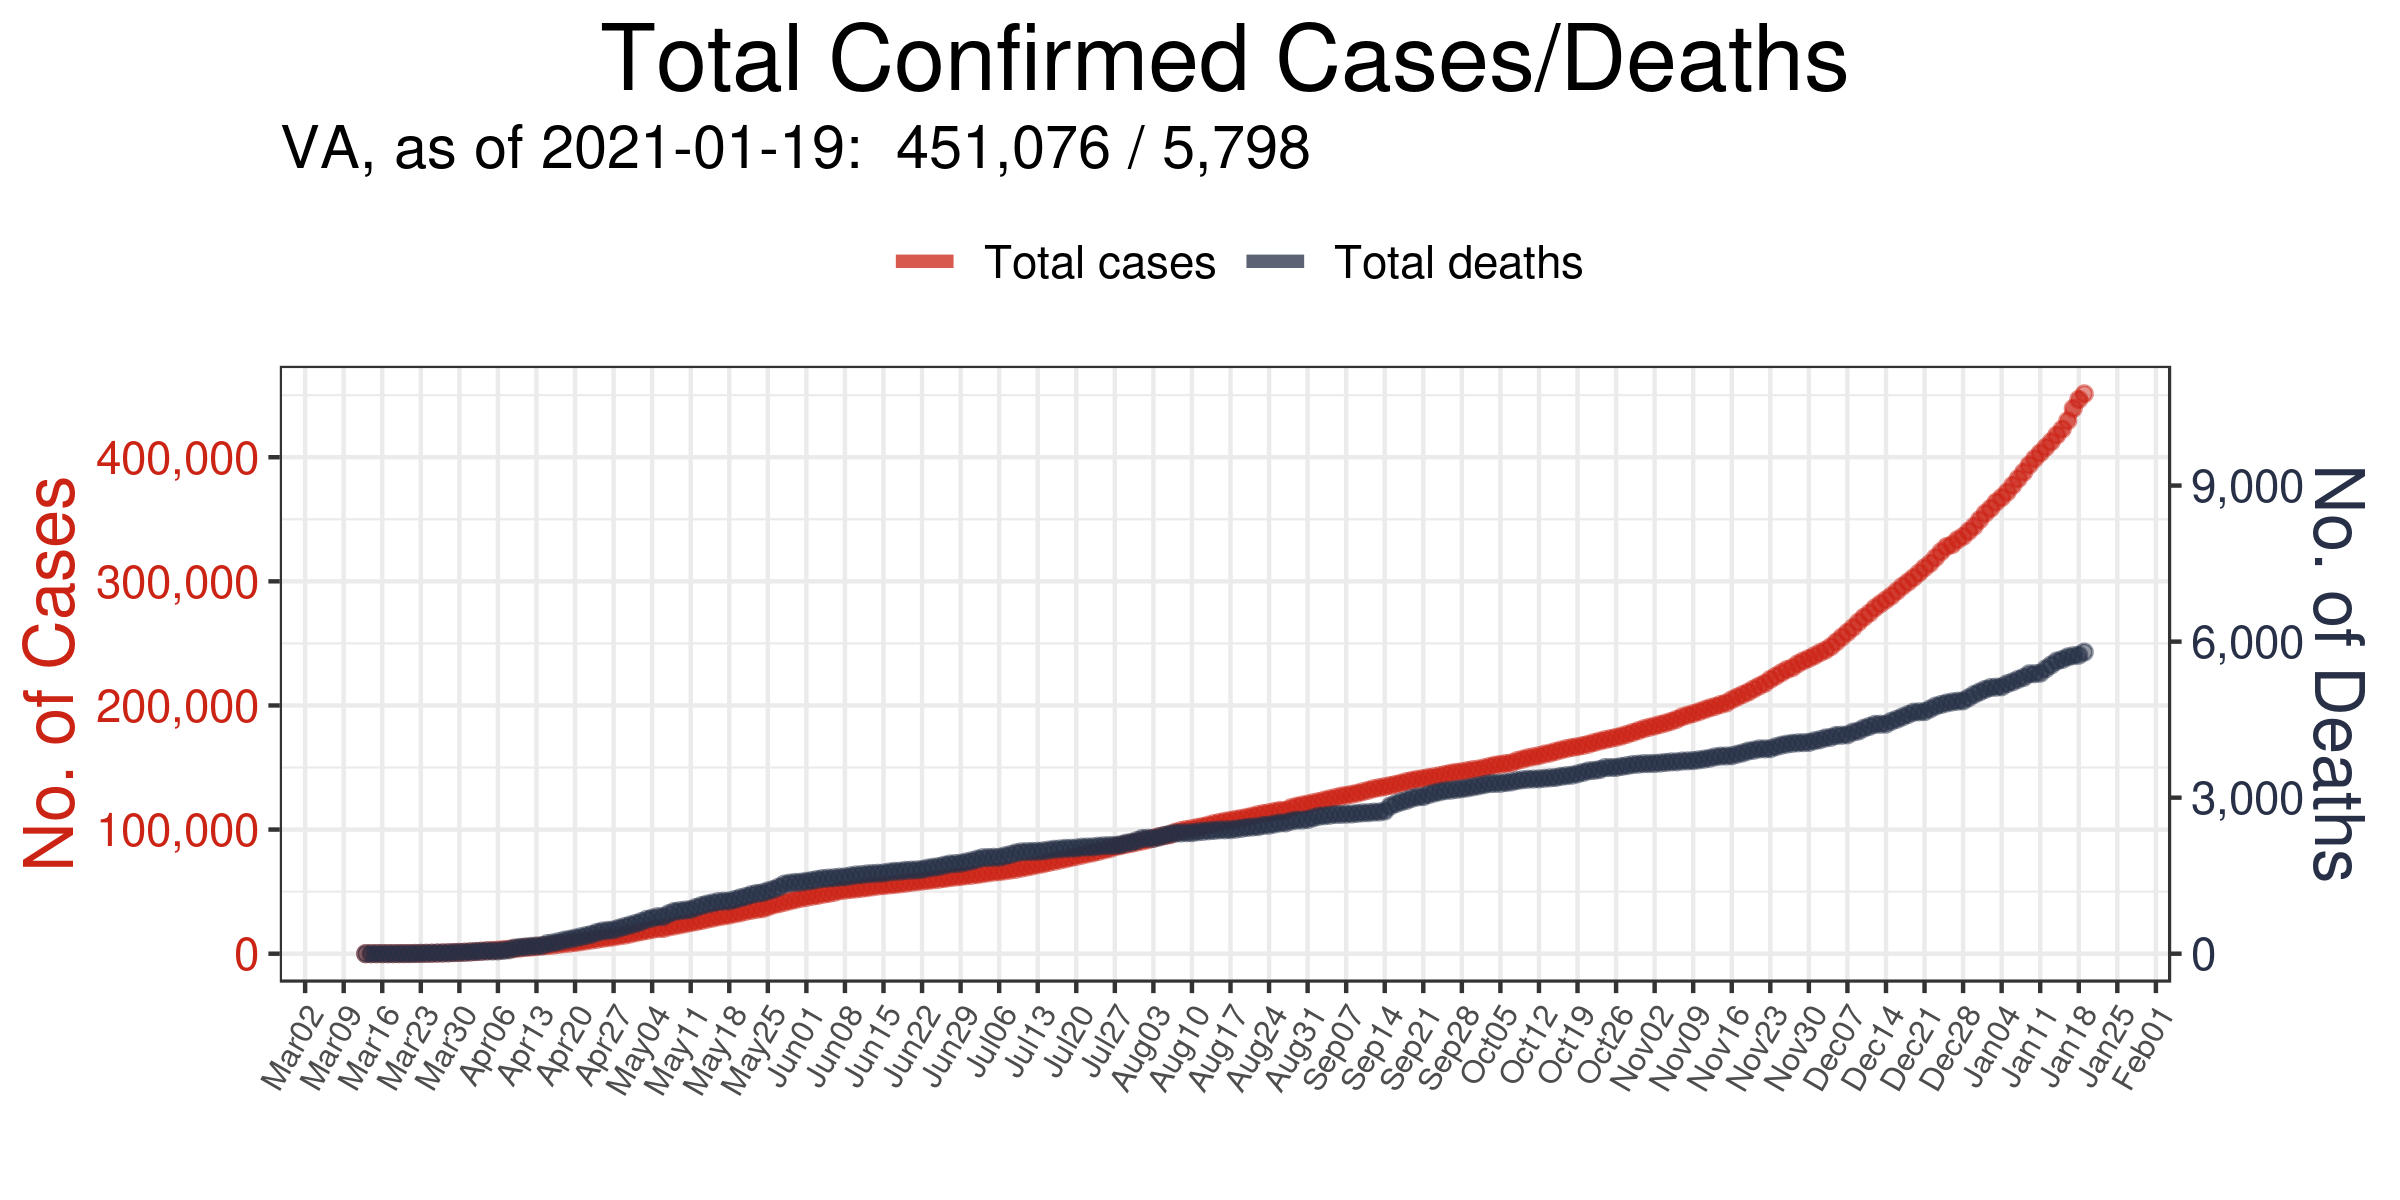 Total Confirmed Cases/Deaths
VA, as of 2021-01-19:  451,076 / 5,798
Total cases
Total deaths
No. of Cases
400,000
300,000
200,000
100,000
0
9,000
6,000
3,000
0
No. of Deaths
Mar02
Mar09
Mar16
Mar23
Mar30
Apr06
Apr13
Apr20
Apr27
May04
May11
May18
May25
Jun01
Jun08
Jun15
Jun22
Jun29
Jul06
Jul13
Jul20
Jul27
Aug03
Aug10
Aug17
Aug24
Aug31
Sep07
Sep14
Sep21
Sep28
Oct05
Oct12
Oct19
Oct26
Nov02
Nov09
Nov16
Nov23
Nov30
Dec07
Dec14
Dec21
Dec28
Jan04
Jan11
Jan18
Jan25
Feb01